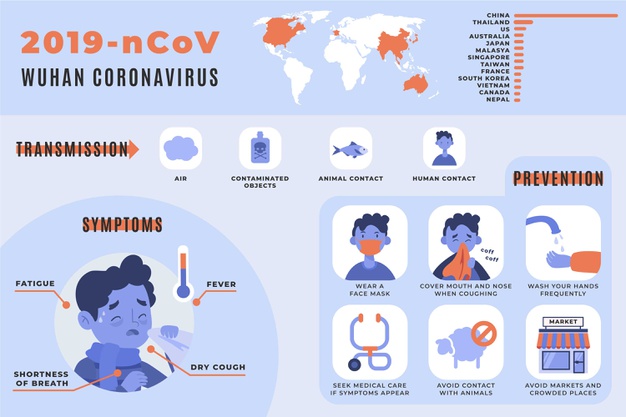 2019-nCoV
WUHAN CORONAVIRUS
CHINA
THAILAND
US
AUSTRALIA
JAPAN
MALASYA
SINGAPORE
TAIWAN
FRANCE
SOUTH KOREA
VIETNAM
CANADA
NEPAL
TRANSMISSION
AIR
CONTAMINATED
OBJECTS
ANIMAL CONTACT
HUMAN CONTACT
PREVENTION
SYMPTOMS
FATIGUE
FEVER
SHORTNESS
OF BREATH
DRY COUGH
WEAR A
FACE MASK
coff
coff
COVER MOUTH AND NOSE
WHEN COUGHING
WASH YOUR HANDS
FREQUENTLY
SEEK MEDICAL CARE
IF SYMPTOMS APPEAR
AVOID CONTACT
WITH ANIMALS
MARKET
AVOID MARKETS AND
CROWDED PLACES